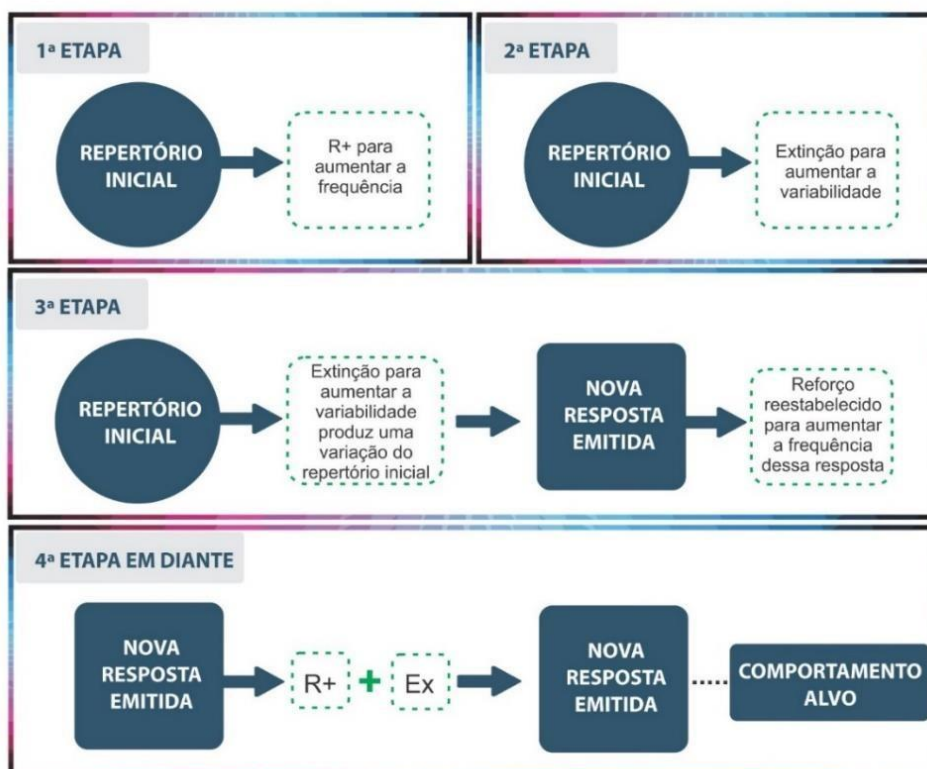 1ª ETAPA
REPERTÓRIO
INICIAL
R+ para
aumentar a
frequência
2ª ETAPA
REPERTÓRIO
INICIAL
Extinção para
aumentar a
variabilidade
3ª ETAPA
REPERTÓRIO
INICIAL
Extinção para
aumentar a
variabilidade
produz uma
variação do
repertório inicial
NOVA
RESPOSTA
EMITIDA
Reforço
reestabelecido
para aumentar
a frequência
dessa resposta
4ª ETAPA EM DIANTE
NOVA
RESPOSTA
EMITIDA
R+ + Ex
NOVA
RESPOSTA
EMITIDA
......
COMPORTAMENTO
ALVO